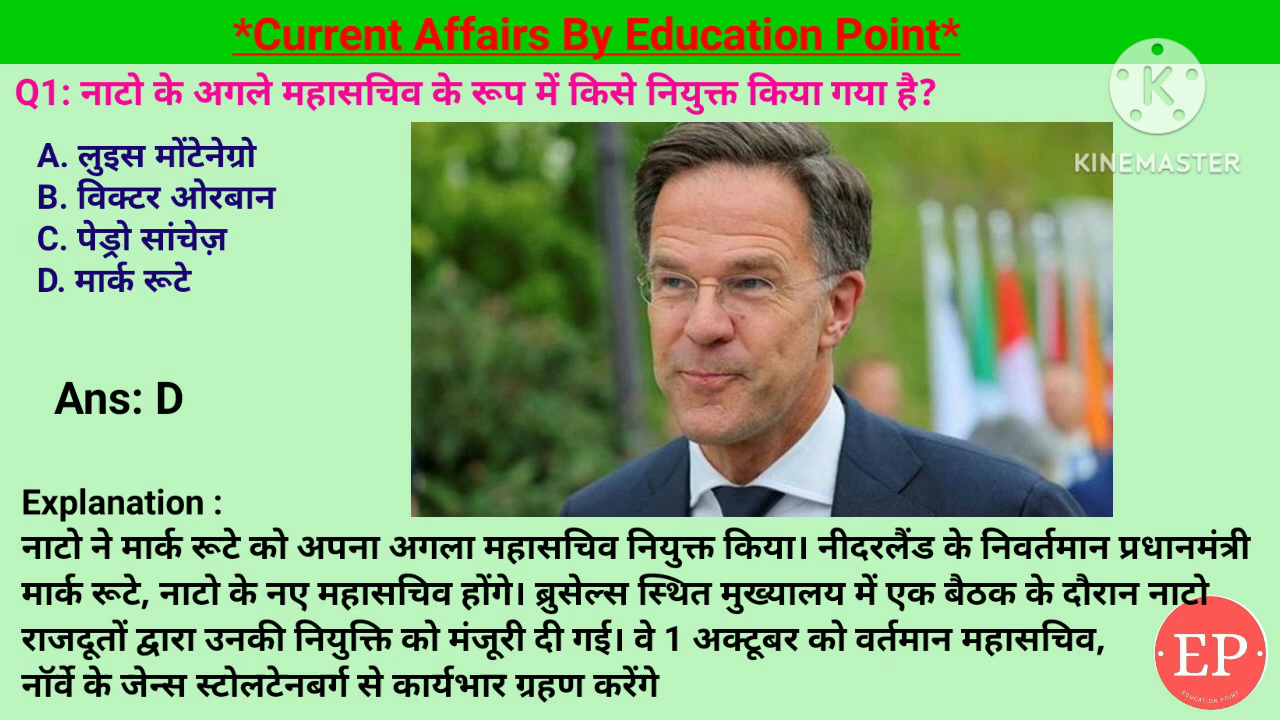 *Current Affairs By Education Point*
Q1: नाटो के अगले महासचिव के रूप में किसे नियुक्त किया गया है?
K
KINEMASTER
A. लुइस मोंटेनेग्रो
B. विक्टर ओरबान
C. पेड्रो सांचेज़
D. मार्क रूटे
Ans: D
Explanation :
नाटो ने मार्क रूटे को अपना अगला महासचिव नियुक्त किया। नीदरलैंड के निवर्तमान प्रधानमंत्री
मार्क रूटे, नाटो के नए महासचिव होंगे। ब्रुसेल्स स्थित मुख्यालय में एक बैठक के दौरान नाटो
राजदूतों द्वारा उनकी नियुक्ति को मंजूरी दी गई। वे 1 अक्टूबर को वर्तमान महासचिव,
नॉर्वे के जेन्स स्टोलटेनबर्ग से कार्यभार ग्रहण करेंगे
EP
EDUCATION POINT